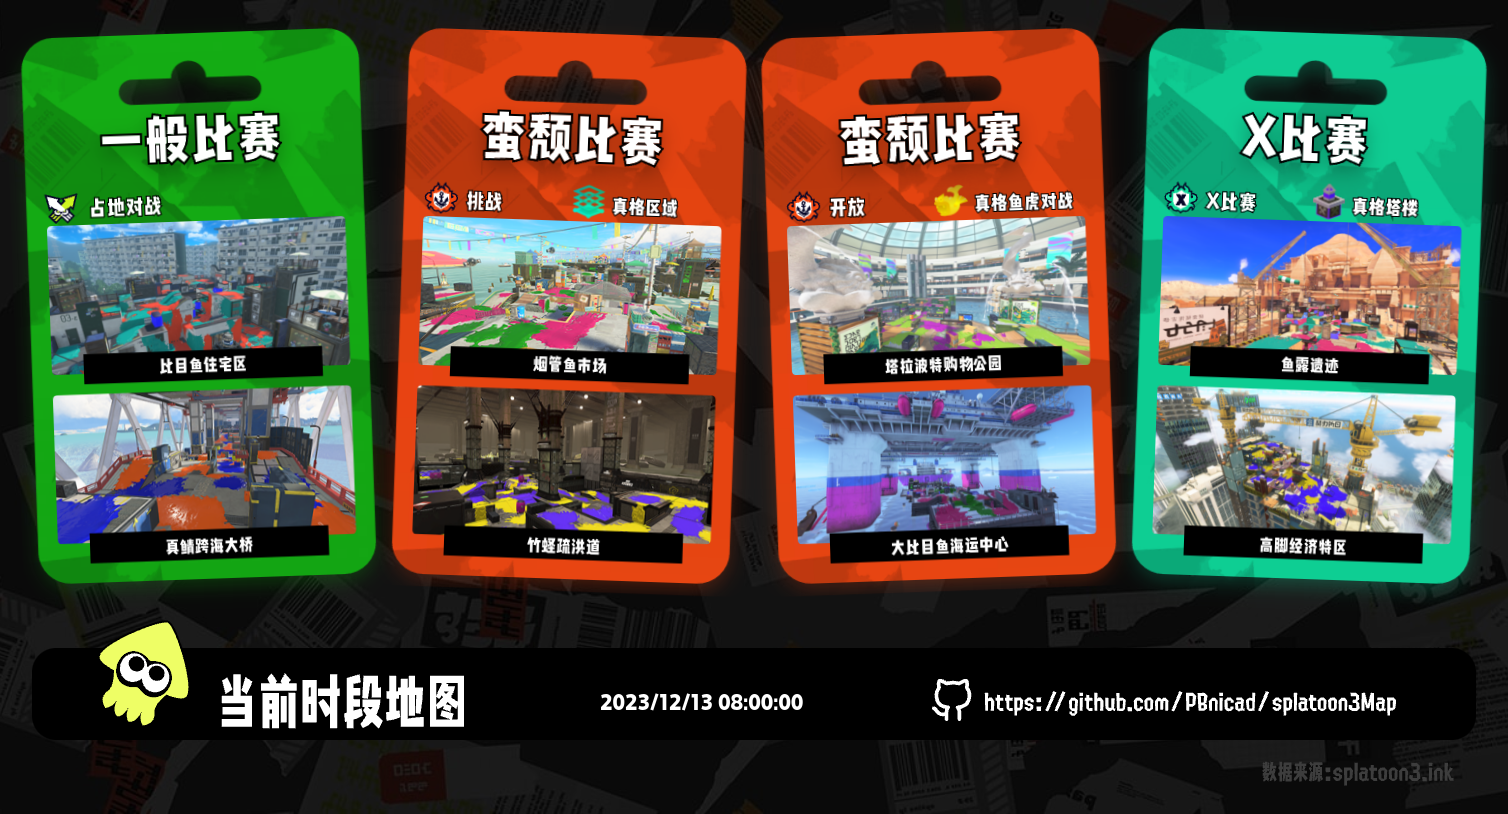 一般比赛
占地对战
比目鱼住宅区
真鲭跨海大桥
蛮颓比赛
挑战
真格区域
烟管鱼市场
竹蛏疏洪道
蛮颓比赛
开放
真格鱼虎对战
塔拉波特购物公园
大比目鱼海运中心
X比赛
X比赛
真格塔楼
鱼露遗迹
高脚经济特区
当前时段地图
2023/12/13 08:00:00
https://github.com/PBnicad/splatoon3Map
数据来源:splatoon3.ink